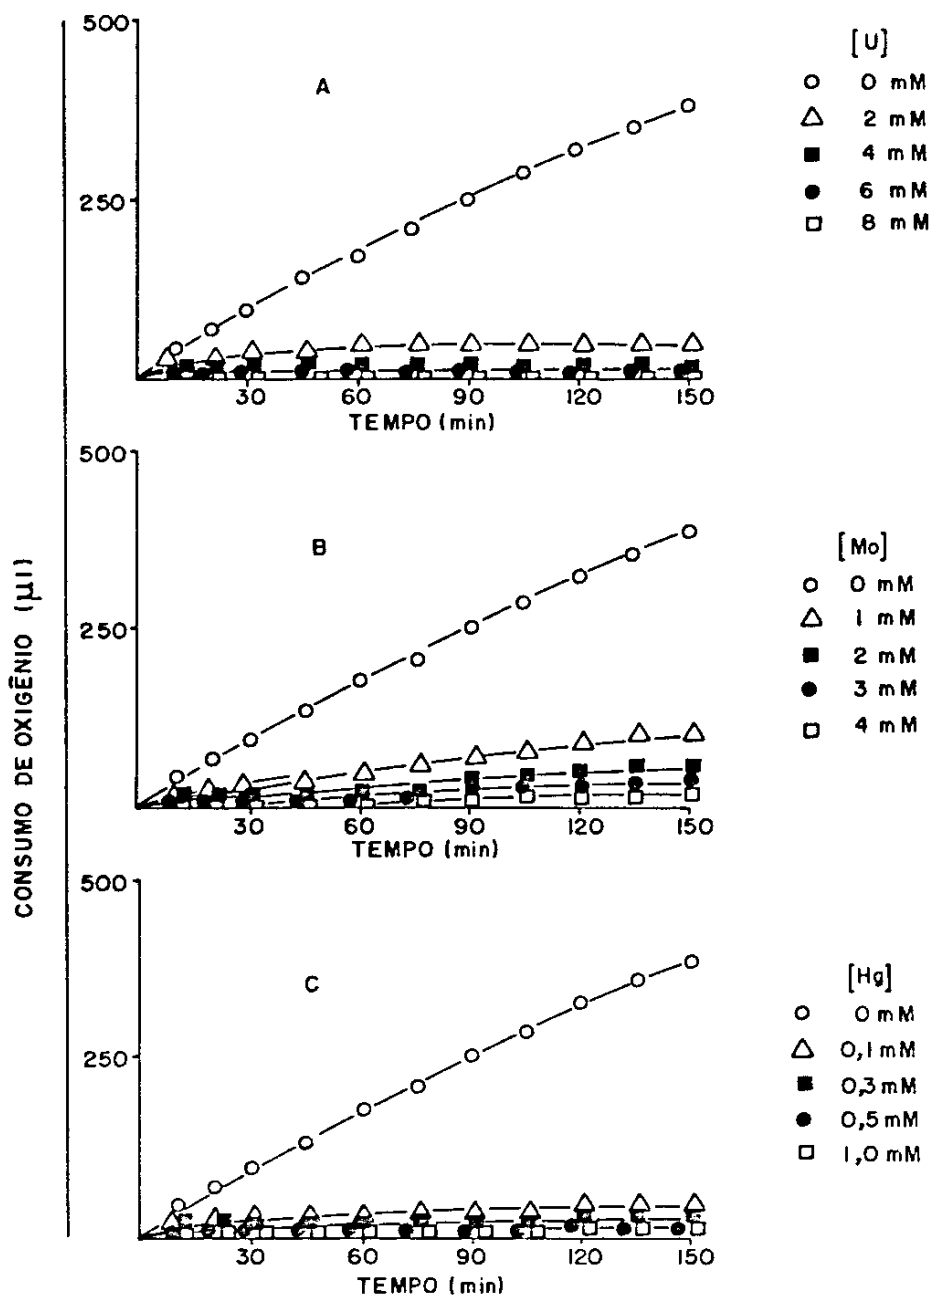 CONSUMO DE OXIGÊNIO (µl)
500
250
A
30 60 90 120 150
TEMPO (min)
[U]
0 mM
2 mM
4 mM
6 mM
8 mM
500
250
B
30 60 90 120 150
TEMPO (min)
[Mo]
0 mM
1 mM
2 mM
3 mM
4 mM
500
250
C
30 60 90 120 150
TEMPO (min)
[Hg]
0 mM
0,1 mM
0,3 mM
0,5 mM
1,0 mM